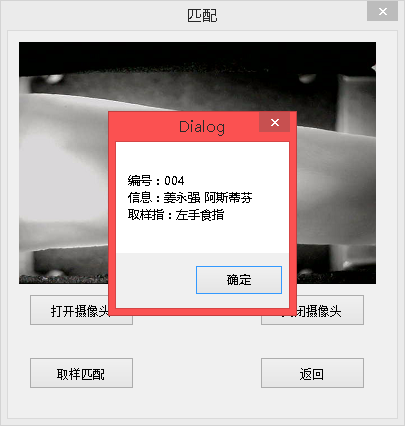 匹配
Dialog
编号：004
信息：姜永强 阿斯蒂芬
取样指：左手食指
确定
打开摄像头
闭摄像头
取样匹配
返回